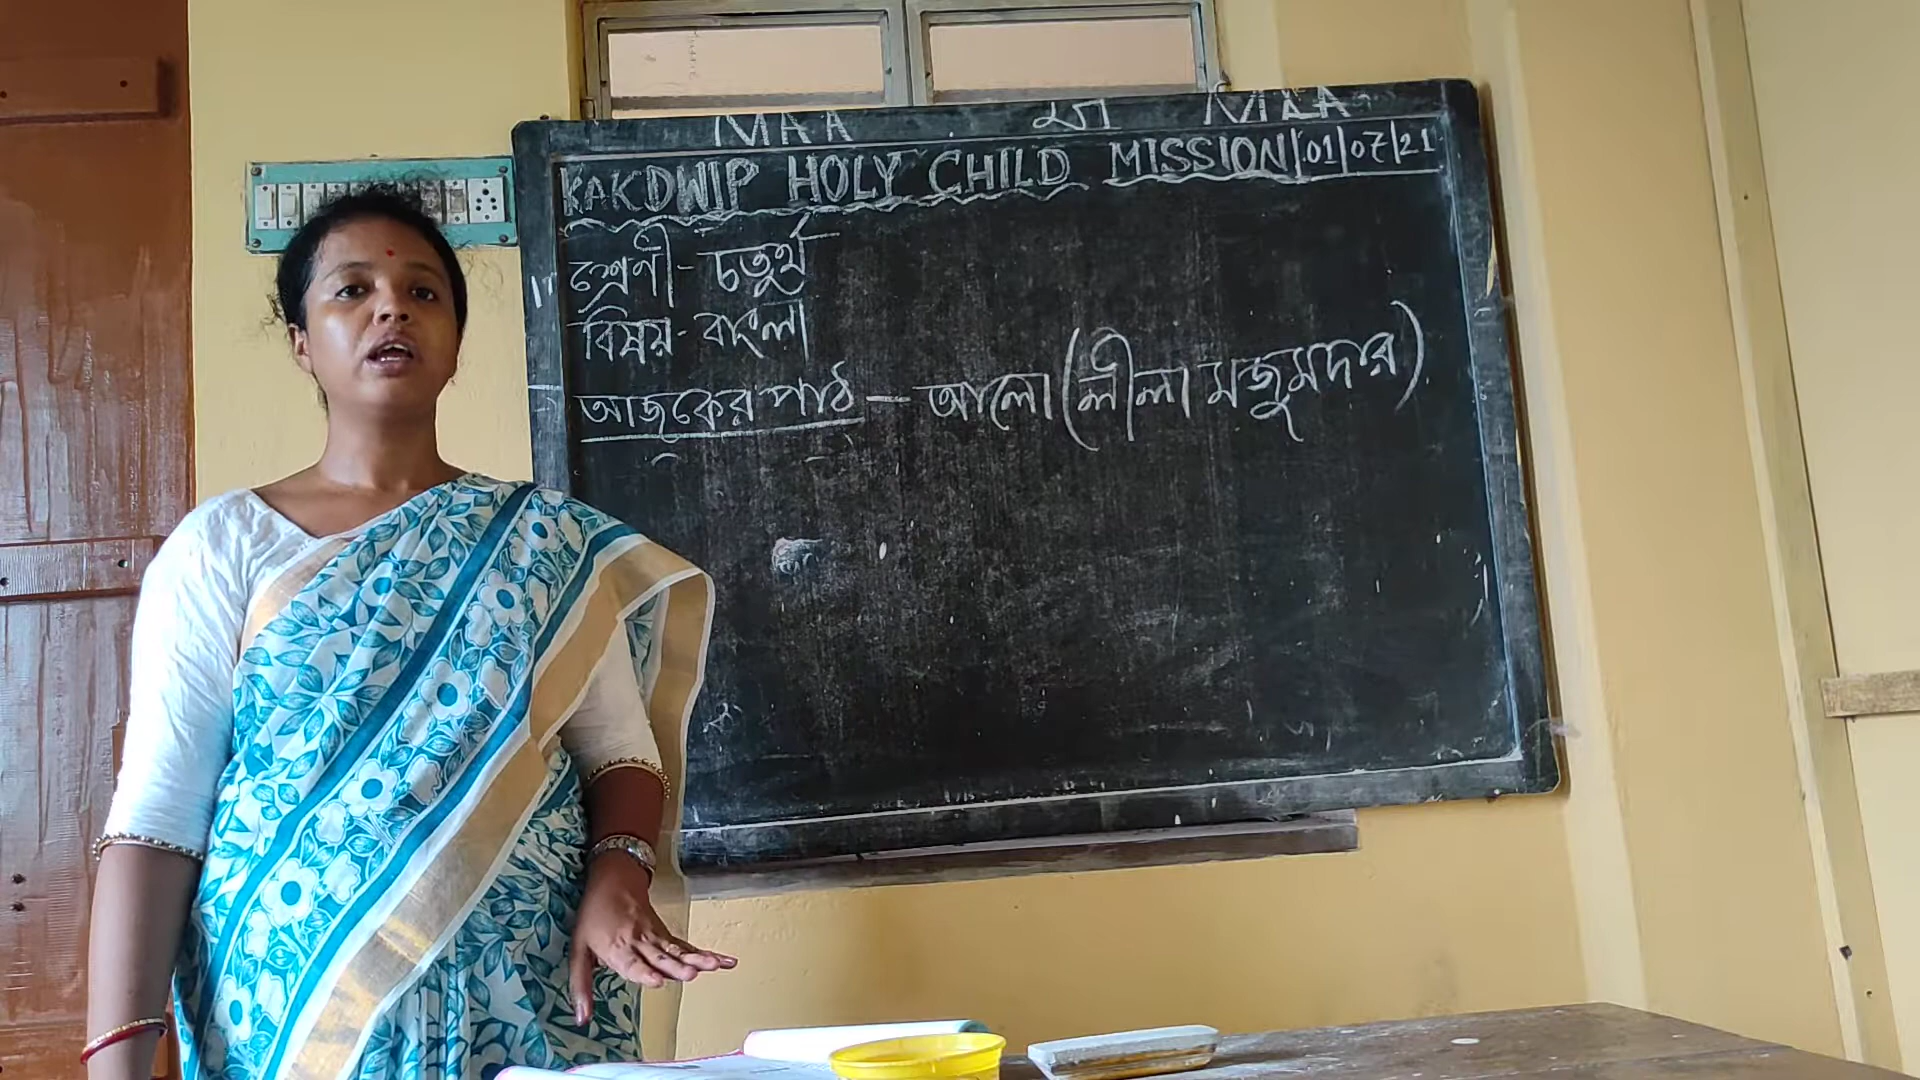 MAA মা MAA
KAKDWIP HOLY CHILD MISSION|01|07|21
শ্রেণী - চতুর্থ
বিষয় - বাংলা
আজকের পাঠ — আলো (লীলা মজুমদার)